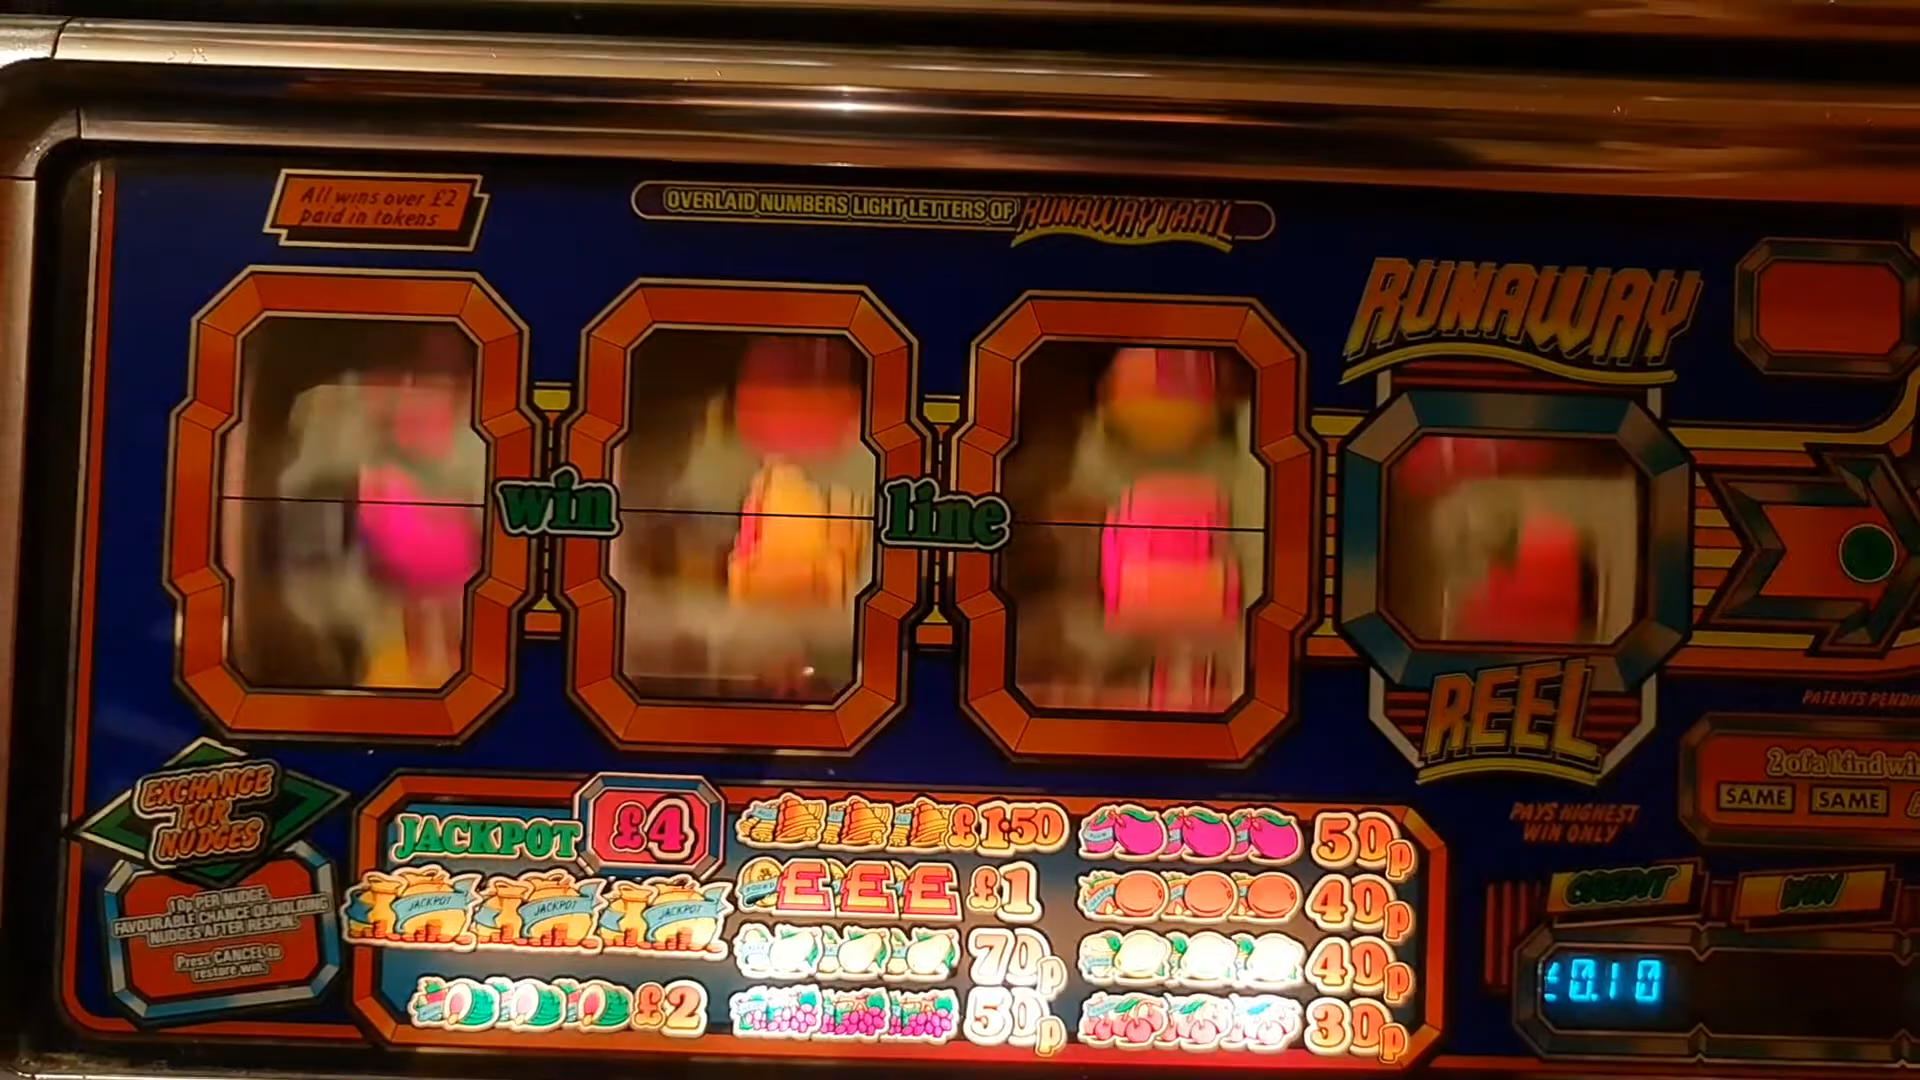 All wins over £2
paid in tokens
OVERLAID NUMBERS LIGHT LETTERS OF RUNAWAY TRAIL
RUNAWAY
win
line
REEL
PATENTS
EXCHANGE
FOR
NUDGES
10p PER NUDGE.
FAVOURABLE CHANCE OF HOLDING
NUDGES AFTER RESPIN.
Press CANCEL to
restore win.
JACKPOT £4
JACKPOT JACKPOT JACKPOT
£2
£1·50
£ £ £ £1
70p
50p
50p
40p
40p
30p
PAYS HIGHEST
WIN ONLY
2 of a kind
SAME SAME
CREDIT
WIN
£0.10